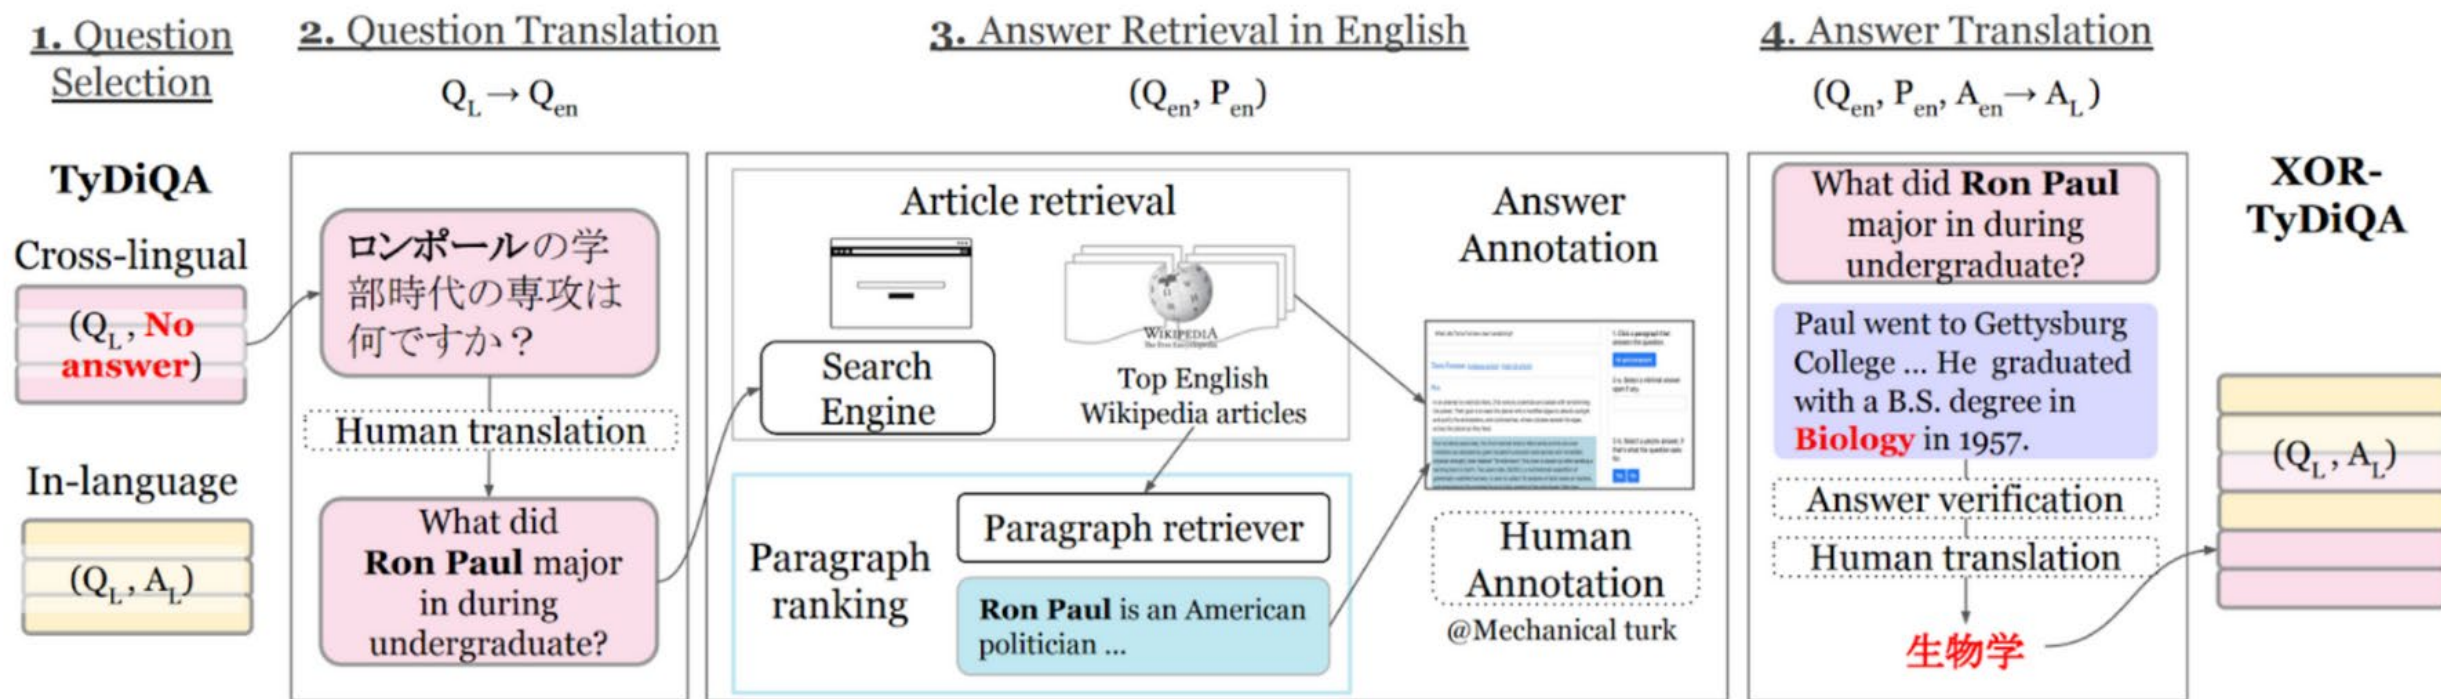 1. Question
Selection
2. Question Translation
Q_L → Q_en
3. Answer Retrieval in English
(Q_en, P_en)
4. Answer Translation
(Q_en, P_en, A_en → A_L)
TyDiQA
Cross-lingual
(Q_L, No
answer)
In-language
(Q_L, A_L)
ロンポールの学
部時代の専攻は
何ですか？
Human translation
What did
Ron Paul major
in during
undergraduate?
Article retrieval
Search
Engine
WIKIPEDIA
The Free Encyclopedia
Top English
Wikipedia articles
Paragraph
ranking
Paragraph retriever
Ron Paul is an American
politician ...
Answer
Annotation
Human
Annotation
@Mechanical turk
What did Ron Paul
major in during
undergraduate?
Paul went to Gettysburg
College ... He graduated
with a B.S. degree in
Biology in 1957.
Answer verification
Human translation
生物学
XOR-
TyDiQA
(Q_L, A_L)